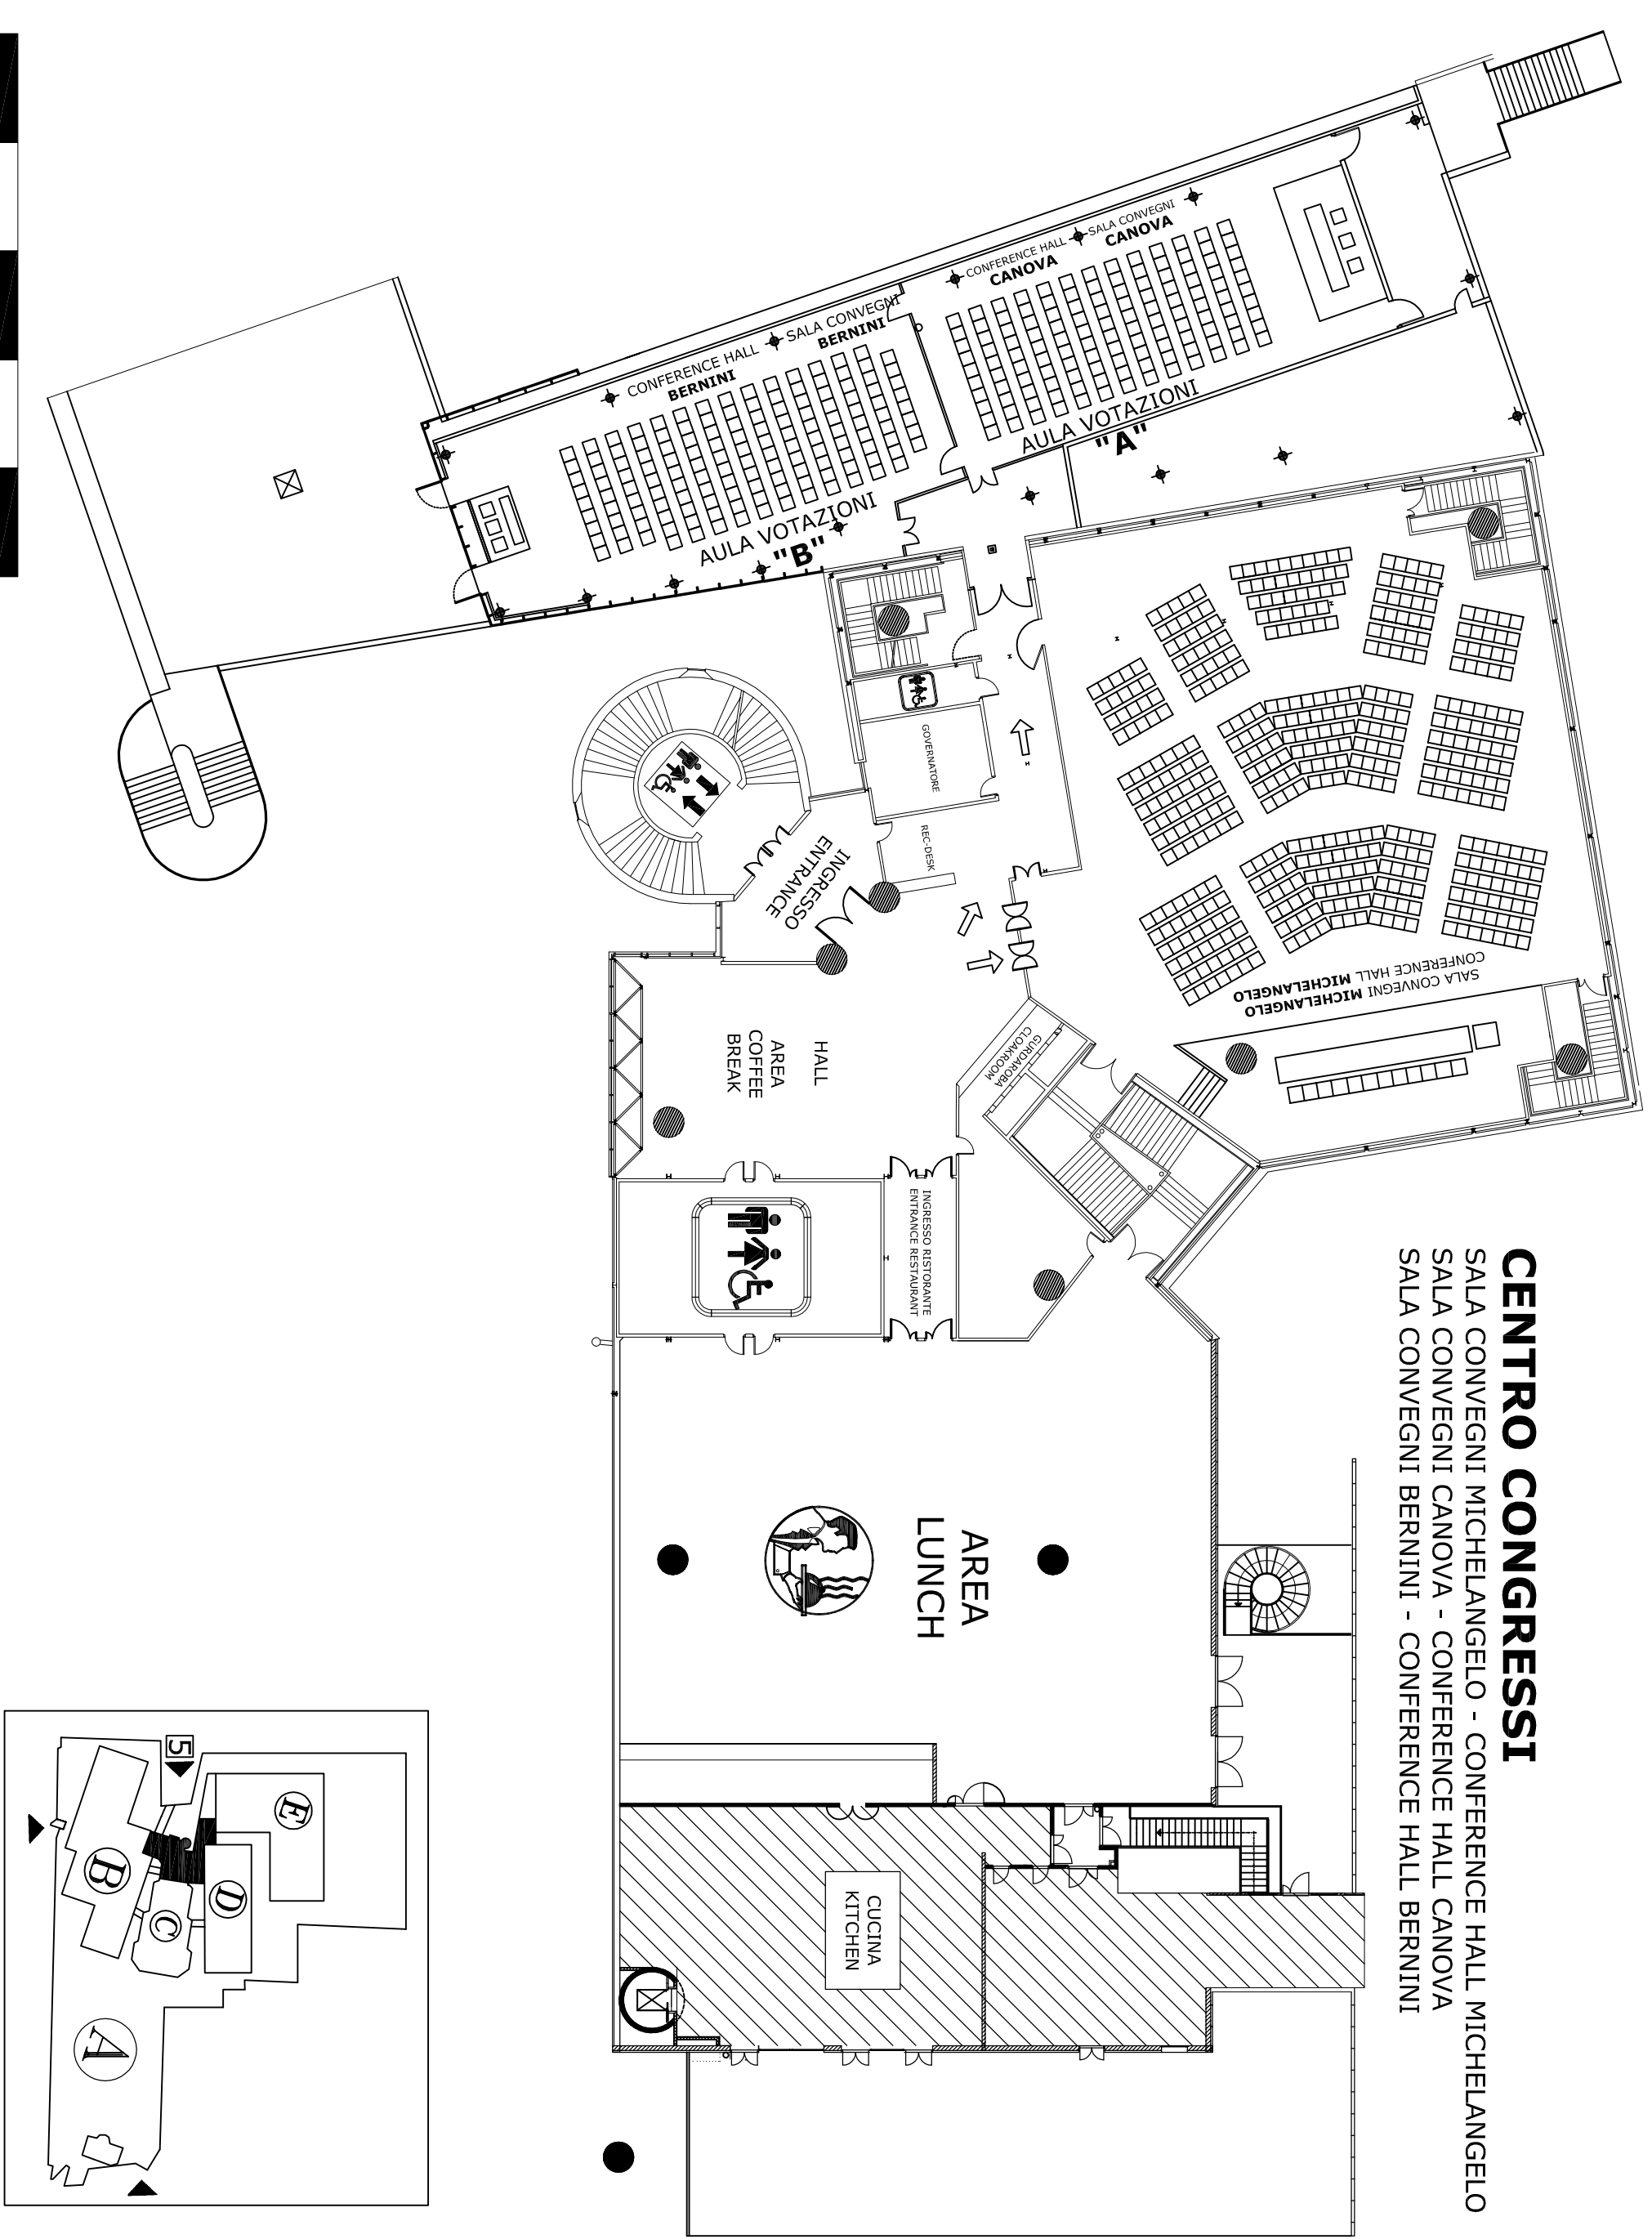 CENTRO CONGRESSI
SALA CONVEGNI MICHELANGELO - CONFERENCE HALL MICHELANGELO
SALA CONVEGNI CANOVA - CONFERENCE HALL CANOVA
SALA CONVEGNI BERNINI - CONFERENCE HALL BERNINI
CONFERENCE HALL
CANOVA
SALA CONVEGNI
CANOVA
AULA VOTAZIONI
"A"
CONFERENCE HALL
BERNINI
SALA CONVEGNI
BERNINI
AULA VOTAZIONI
"B"
SALA CONVEGNI MICHELANGELO
CONFERENCE HALL MICHELANGELO
GOVERNATORE
REC-DESK
INGRESSO
ENTRANCE
GURDAROBA
CLOAKROOM
HALL
AREA
COFFEE
BREAK
INGRESSO RISTORANTE
ENTRANCE RESTAURANT
AREA
LUNCH
CUCINA
KITCHEN
5
E
B
D
C
A